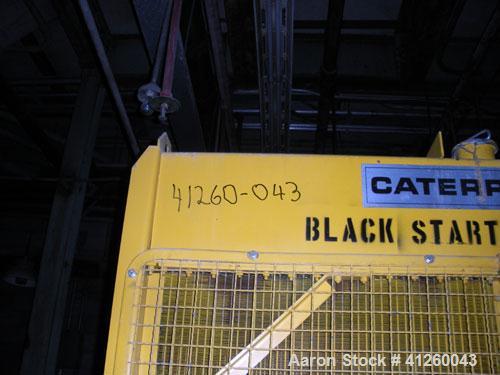 41260-043
CATERP
BLACK START
Aaron Stock # 41260043